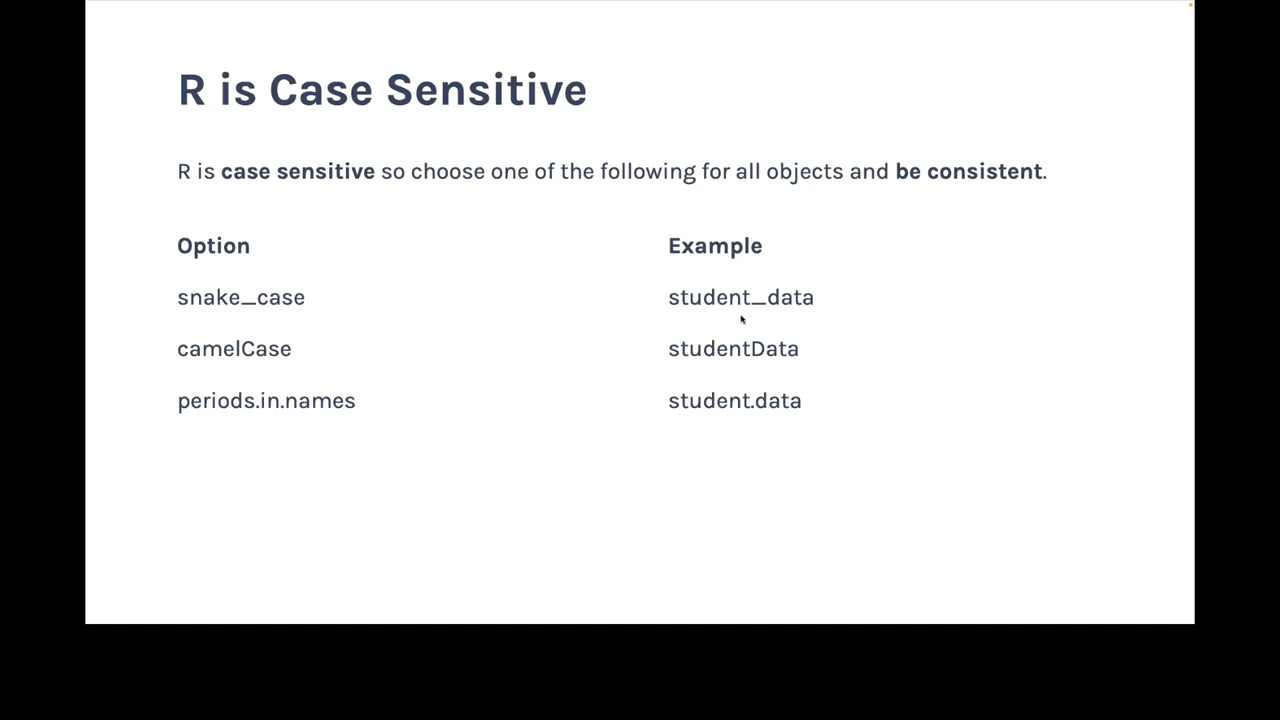 R is Case Sensitive
R is case sensitive so choose one of the following for all objects and be consistent.
Option Example
snake_case student_data
camelCase studentData
periods.in.names student.data